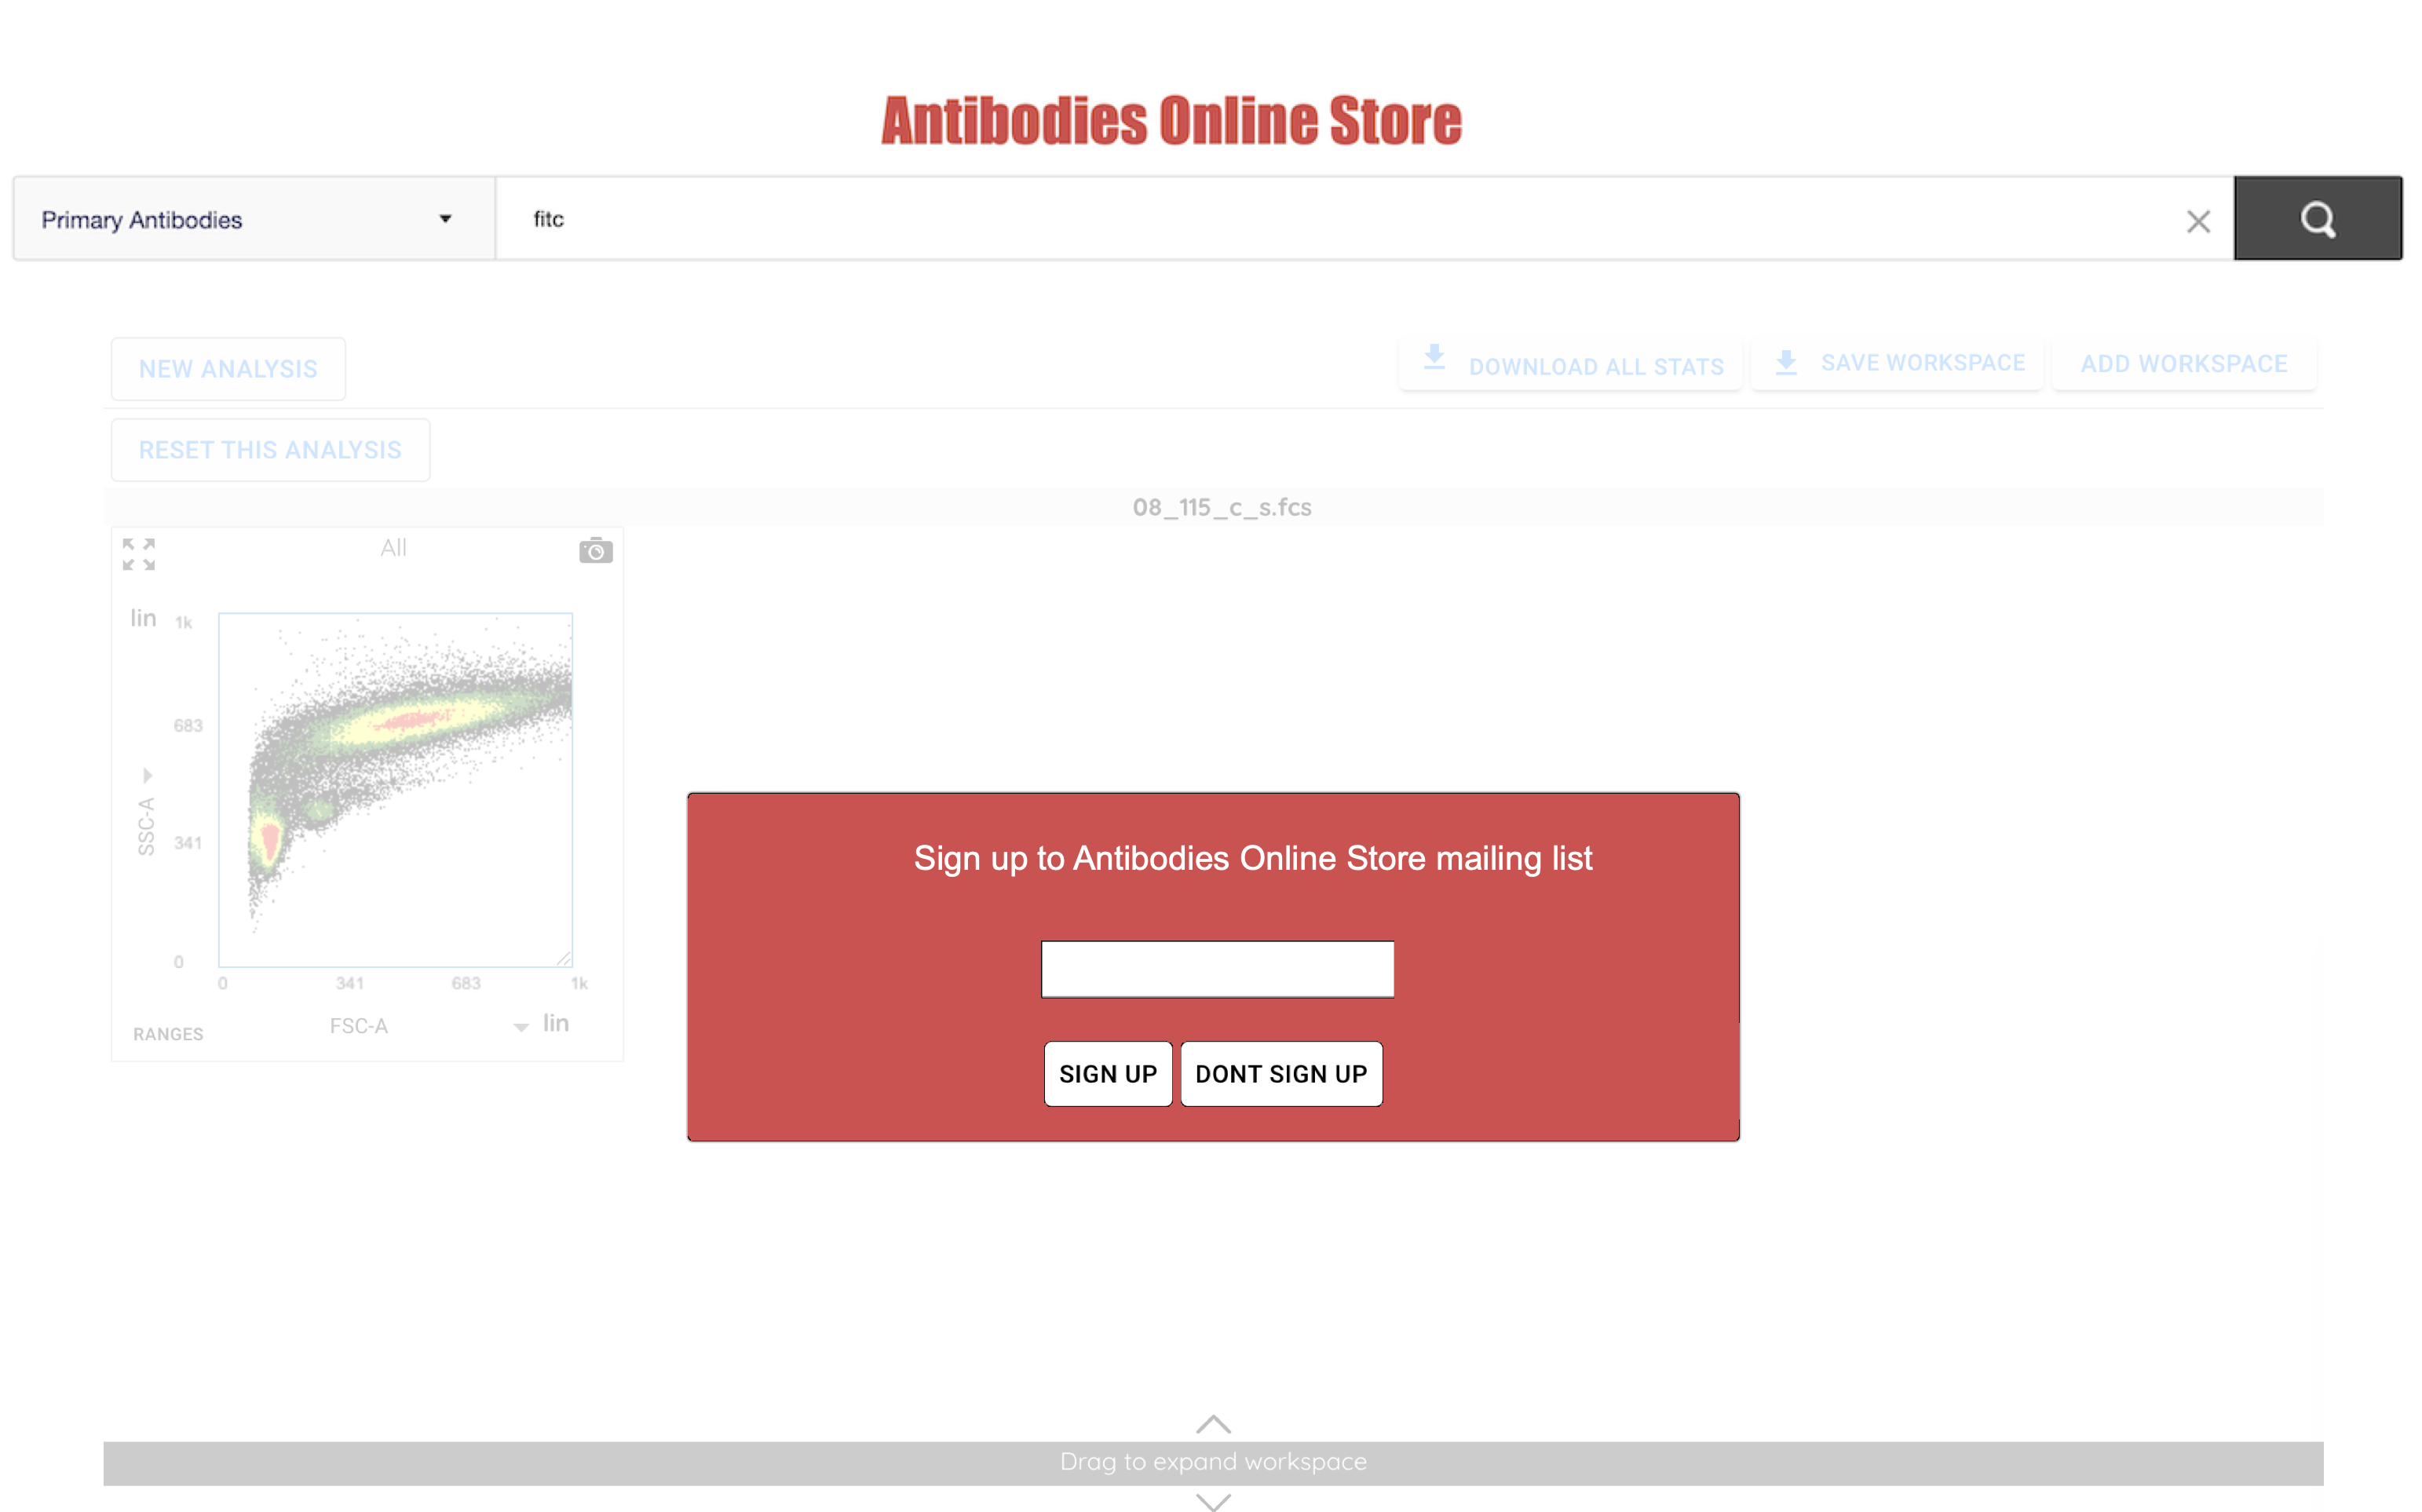 Antibodies Online Store
Primary Antibodies
fitc
NEW ANALYSIS
DOWNLOAD ALL STATS
SAVE WORKSPACE
ADD WORKSPACE
RESET THIS ANALYSIS
08_115_c_s.fcs
All
lin
1k
683
SSC-A
341
0
0 341 683 1k
RANGES
FSC-A
lin
Sign up to Antibodies Online Store mailing list
SIGN UP
DONT SIGN UP
Drag to expand workspace